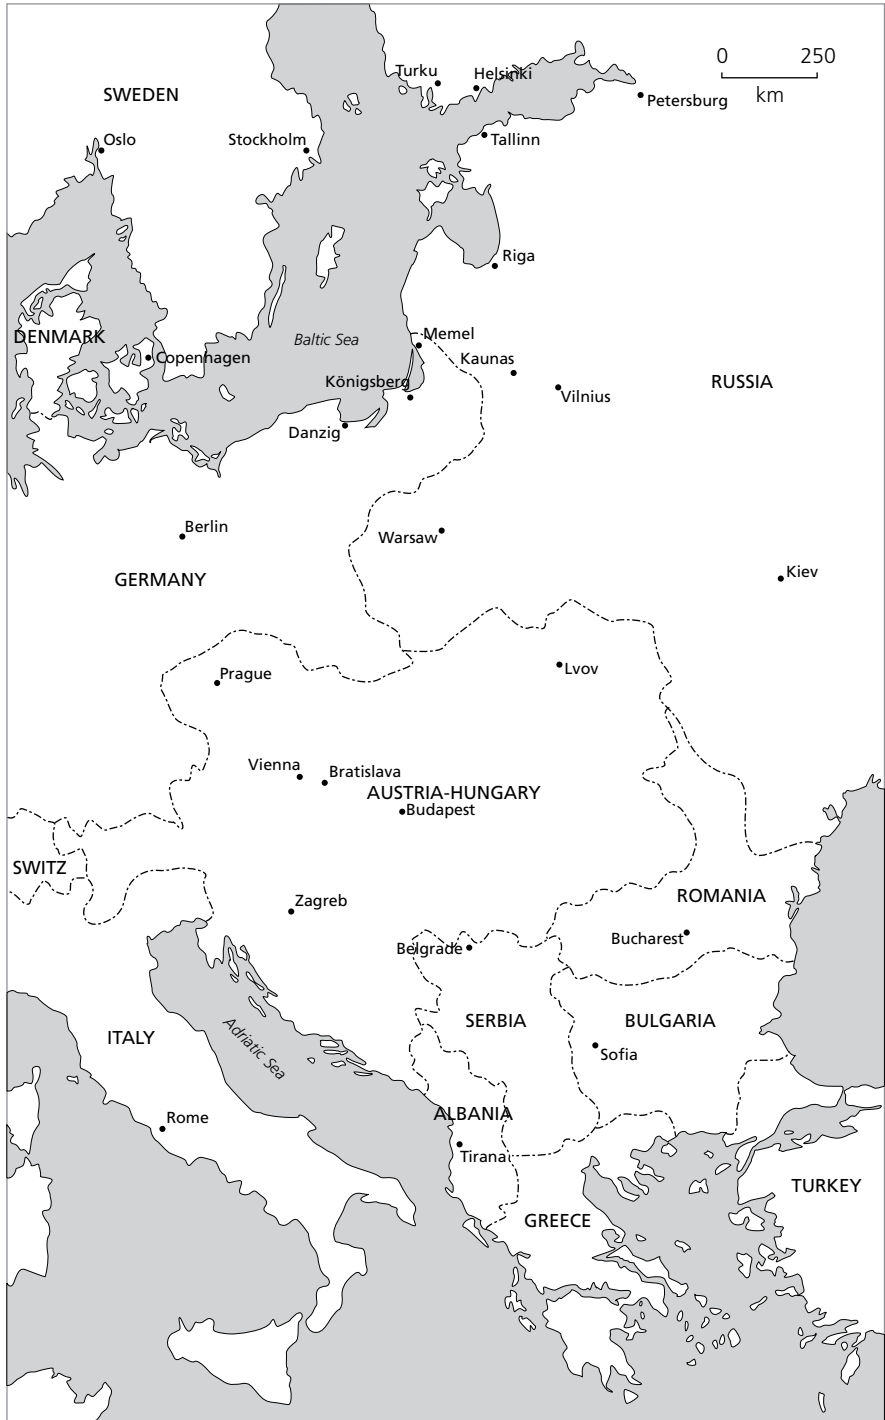 0 250
km
Turku
Helsinki
Petersburg
SWEDEN
Oslo
Stockholm
Tallinn
Riga
DENMARK
Copenhagen
Baltic Sea
Memel
Kaunas
Königsberg
Vilnius
RUSSIA
Danzig
Berlin
Warsaw
GERMANY
Kiev
Prague
Lvov
Vienna
Bratislava
AUSTRIA-HUNGARY
Budapest
SWITZ
Zagreb
ROMANIA
Bucharest
Belgrade
ITALY
Adriatic Sea
SERBIA
BULGARIA
Sofia
Rome
ALBANIA
Tirana
GREECE
TURKEY